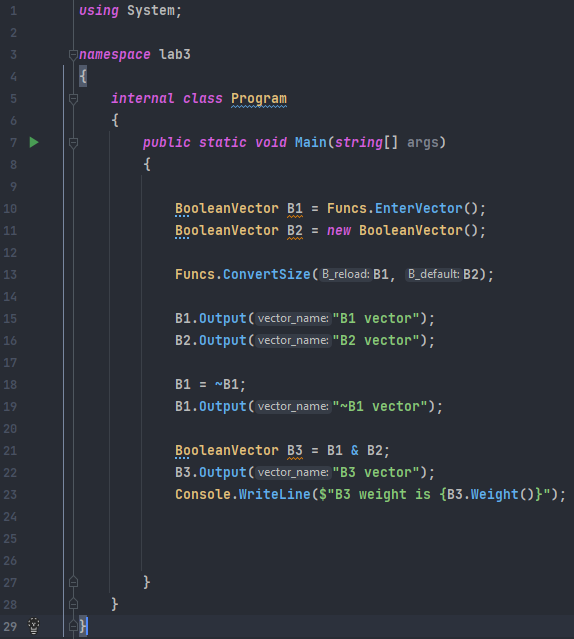 1 using System;
2
3 namespace lab3
4 {
5 internal class Program
6 {
7 public static void Main(string[] args)
8 {
9
10 BooleanVector B1 = Funcs.EnterVector();
11 BooleanVector B2 = new BooleanVector();
12
13 Funcs.ConvertSize( B_reload: B1, B_default: B2);
14
15 B1.Output( vector_name: "B1 vector");
16 B2.Output( vector_name: "B2 vector");
17
18 B1 = ~B1;
19 B1.Output( vector_name: "~B1 vector");
20
21 BooleanVector B3 = B1 & B2;
22 B3.Output( vector_name: "B3 vector");
23 Console.WriteLine($"B3 weight is {B3.Weight()}");
24
25
26
27 }
28 }
29 }